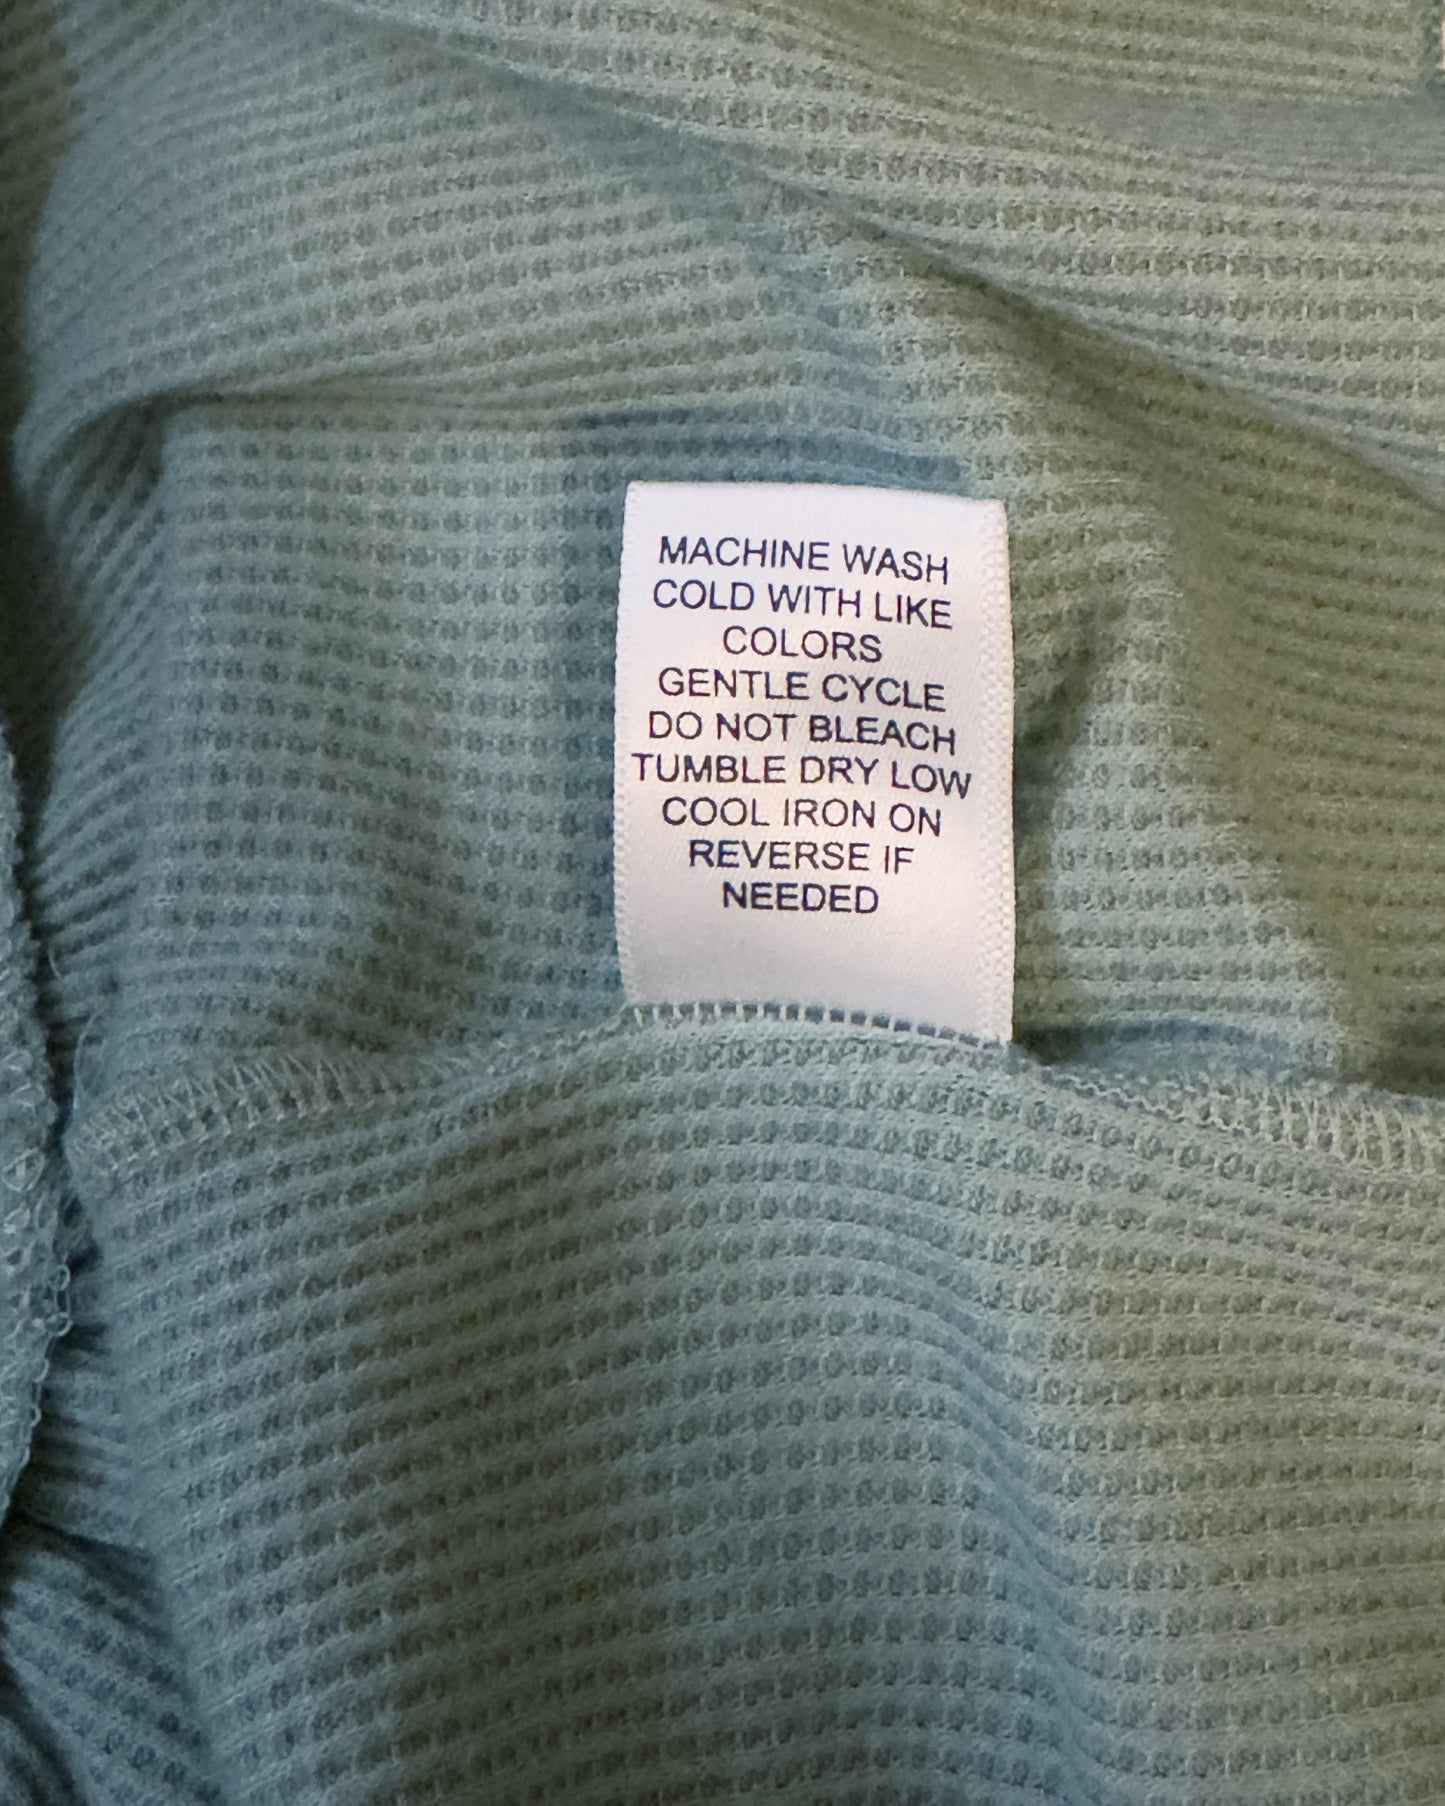 MACHINE WASH
COLD WITH LIKE
COLORS
GENTLE CYCLE
DO NOT BLEACH
TUMBLE DRY LOW
COOL IRON ON
REVERSE IF
NEEDED